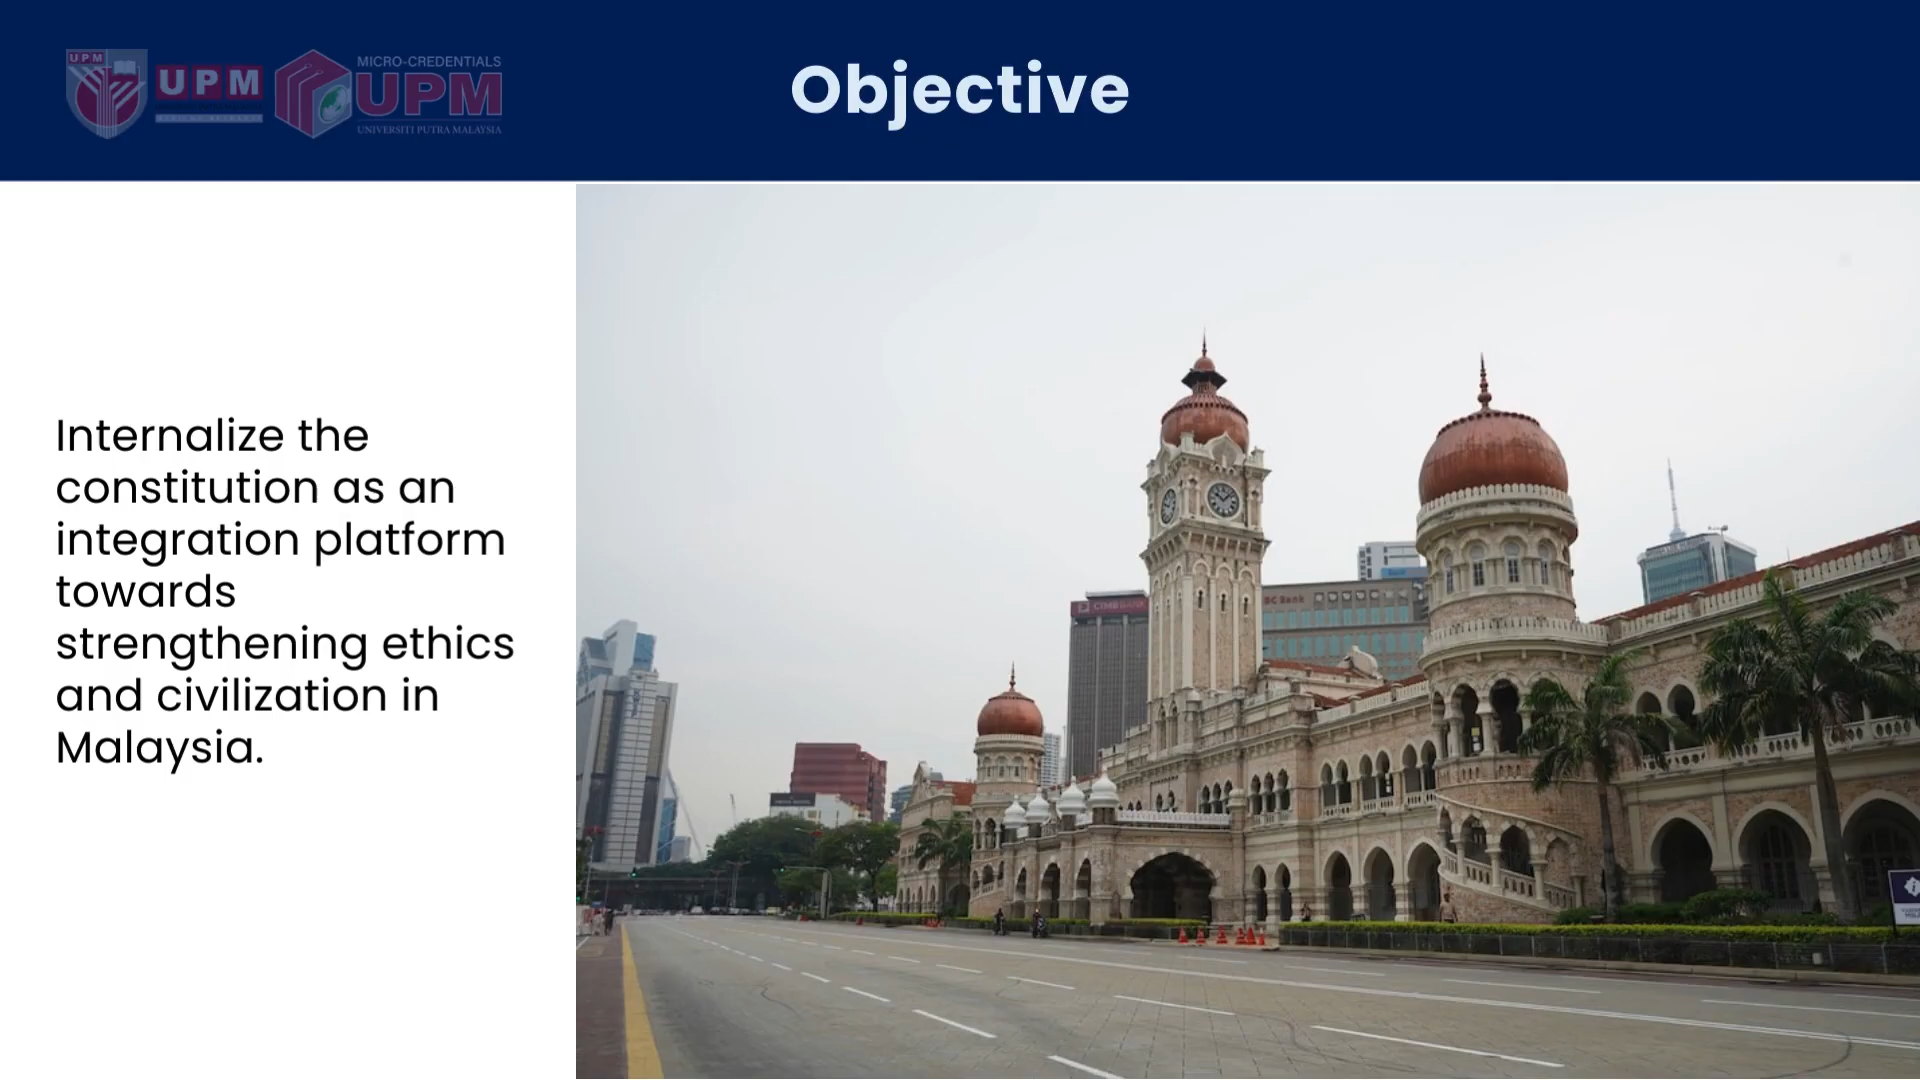 UPM
UPM
MICRO-CREDENTIALS
UPM
UNIVERSITI PUTRA MALAYSIA
Objective
Internalize the
constitution as an
integration platform
towards
strengthening ethics
and civilization in
Malaysia.
CIMB BANK
Bank